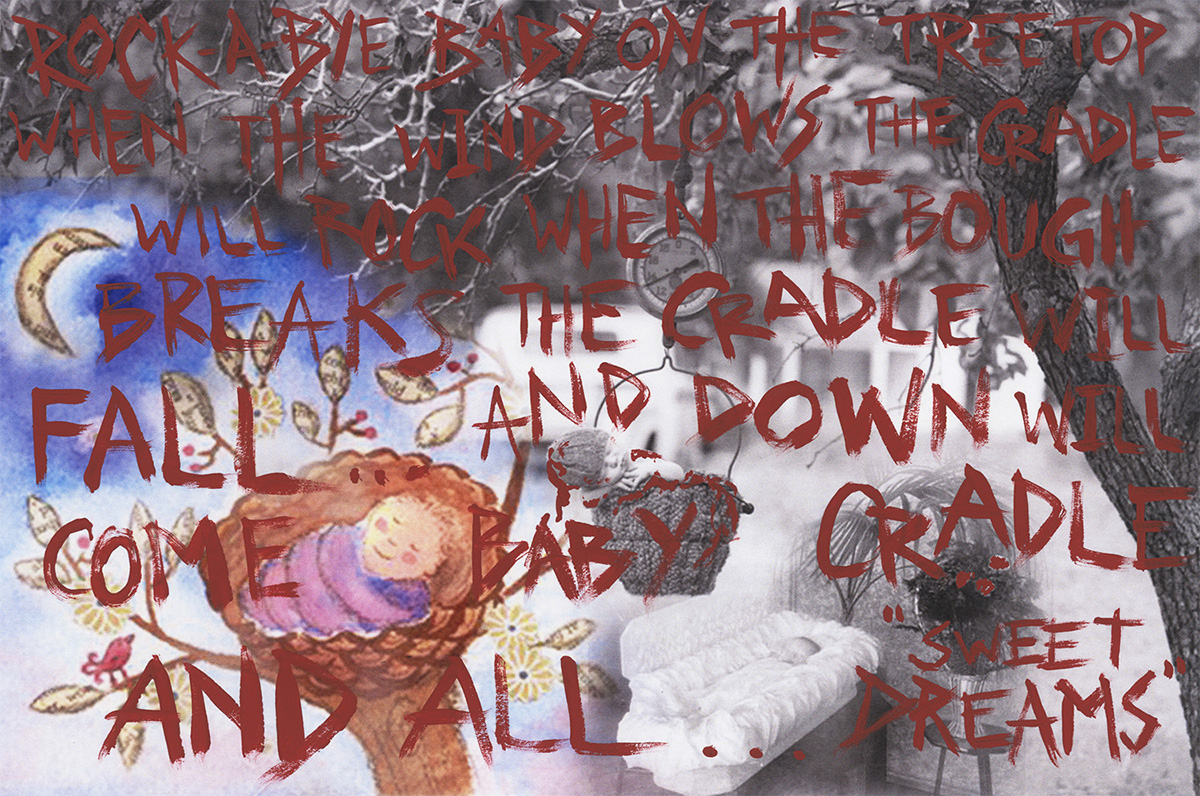 ROCK-A-BYE BABY ON THE TREETOP
WHEN THE WIND BLOWS THE CRADLE
WILL ROCK WHEN THE BOUGH
BREAKS THE CRADLE WILL
FALL... AND DOWN WILL
COME BABY, CRADLE...
AND ALL... "SWEET
DREAMS"...